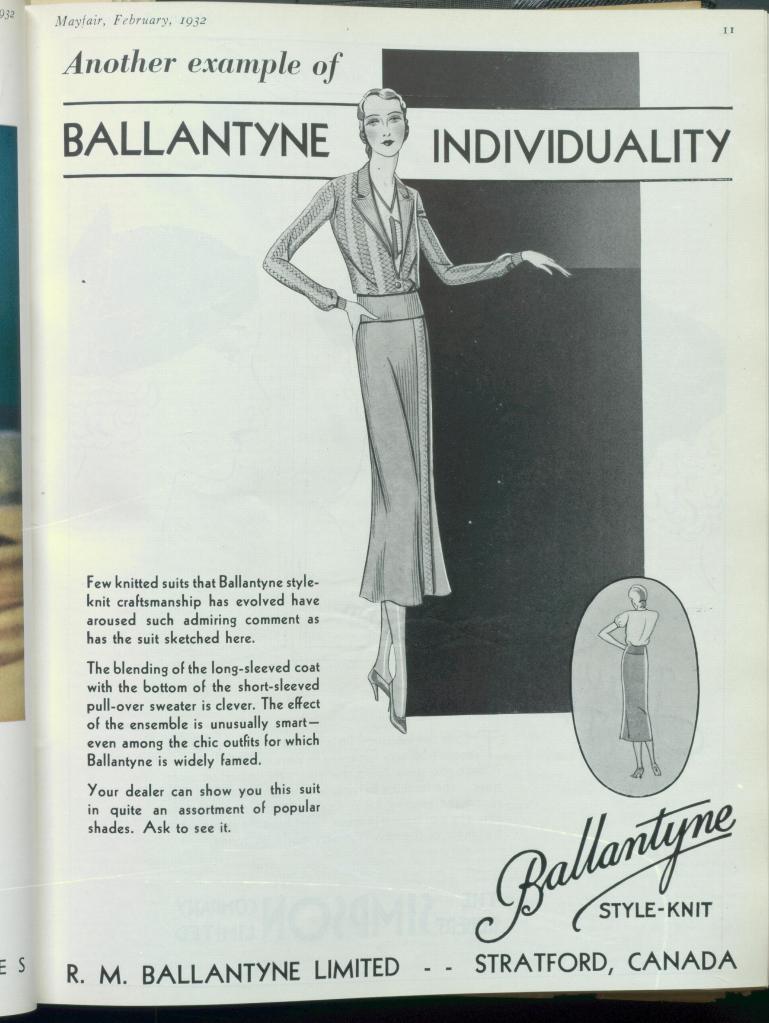 932
Mayfair, February, 1932
11
Another example of
BALLANTYNE INDIVIDUALITY
Few knitted suits that Ballantyne style-
knit craftsmanship has evolved have
aroused such admiring comment as
has the suit sketched here.
The blending of the long-sleeved coat
with the bottom of the short-sleeved
pull-over sweater is clever. The effect
of the ensemble is unusually smart—
even among the chic outfits for which
Ballantyne is widely famed.
Your dealer can show you this suit
in quite an assortment of popular
shades. Ask to see it.
Ballantyne
STYLE-KNIT
E S
R. M. BALLANTYNE LIMITED - - STRATFORD, CANADA